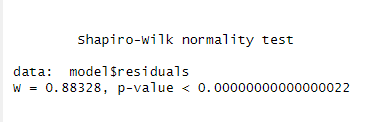 Shapiro-Wilk normality test
data:  model$residuals
W = 0.88328, p-value < 0.00000000000000022